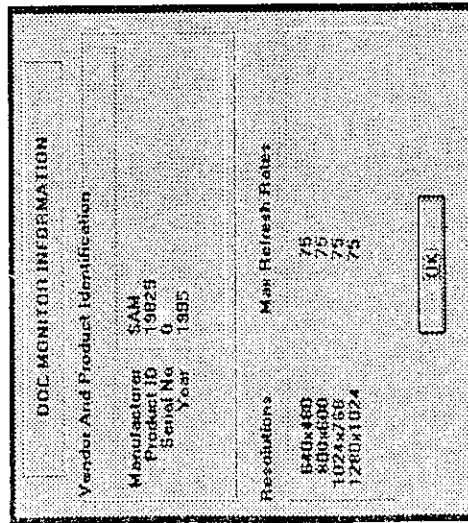 DDC MONITOR INFORMATION
Vendor And Product Identification
Manufacturer SAM
Product ID 19829
Serial No 0
Year 1995
Resolutions Max Refresh Rates
640x480 75
800x600 75
1024x768 75
1280x1024 75
OK